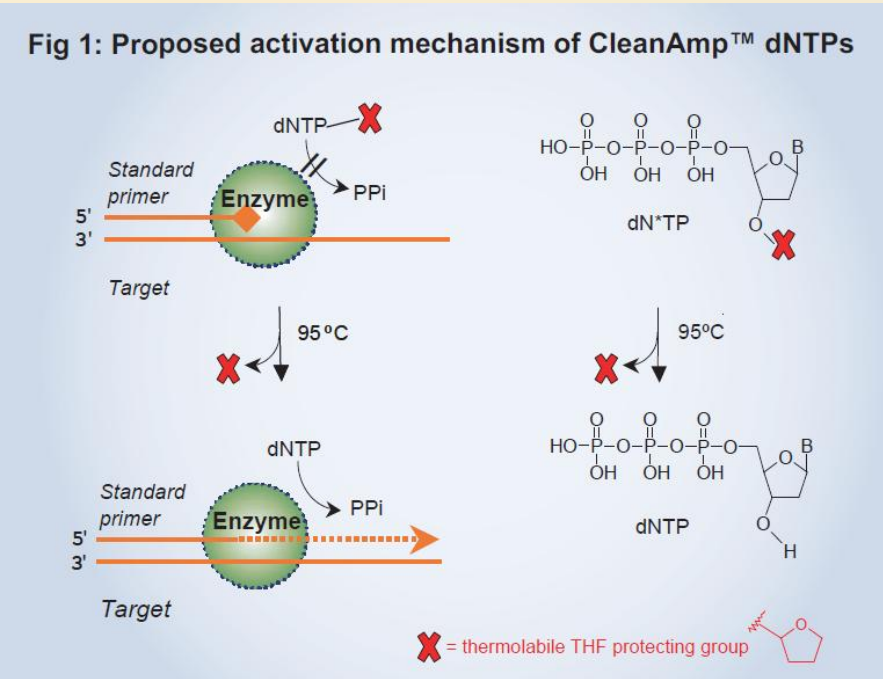 Fig 1: Proposed activation mechanism of CleanAmp™ dNTPs
dNTP
Standard
primer
Enzyme
PPi
5'
3'
Target
95ºC
dNTP
Standard
primer
Enzyme
PPi
5'
3'
Target
O O O
HO-P-O-P-O-P-O
OH OH OH
O
B
O
dN*TP
95ºC
O O O
HO-P-O-P-O-P-O
OH OH OH
O
B
O
H
dNTP
= thermolabile THF protecting group
O